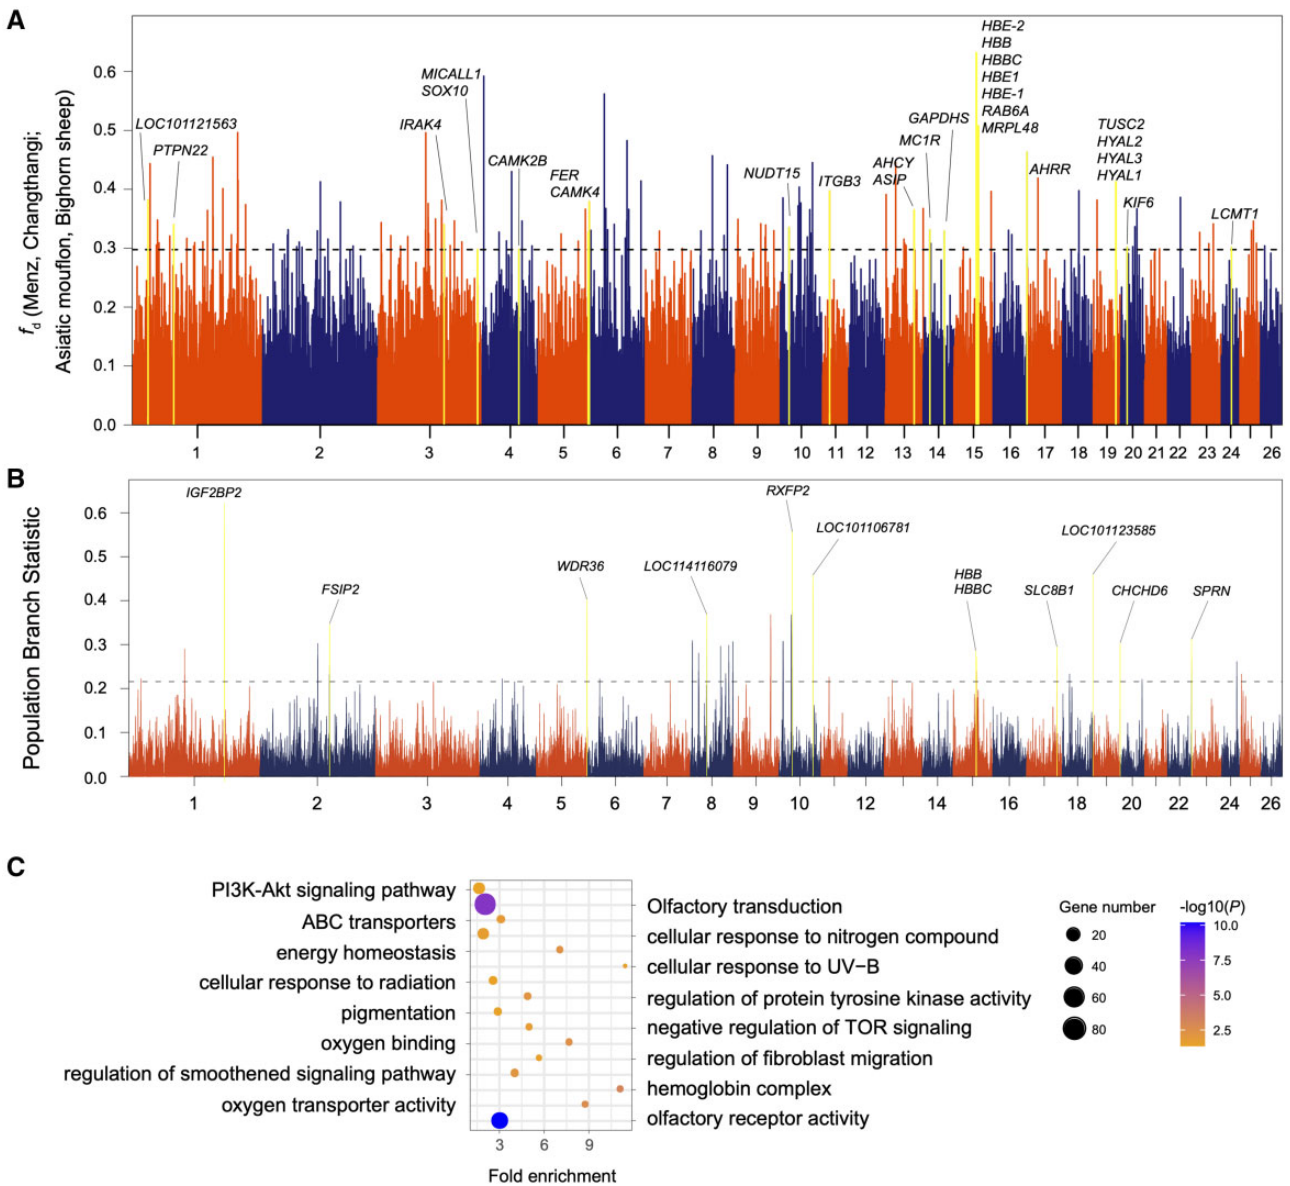 A
fd (Menz, Changthangi;
Asiatic mouflon, Bighorn sheep)
0.6
0.5
0.4
0.3
0.2
0.1
0.0
LOC101121563
PTPN22
MICALL1
SOX10
IRAK4
CAMK2B
FER
CAMK4
NUDT15
ITGB3
AHCY
ASIP
MC1R
GAPDHS
HBE-2
HBB
HBBC
HBE1
HBE-1
RAB6A
MRPL48
AHRR
TUSC2
HYAL2
HYAL3
HYAL1
KIF6
LCMT1
1 2 3 4 5 6 7 8 9 10 11 12 13 14 15 16 17 18 19 20 21 22 23 24 26
B
Population Branch Statistic
0.6
0.5
0.4
0.3
0.2
0.1
0.0
IGF2BP2
FSIP2
WDR36
LOC114116079
RXFP2
LOC101106781
HBB
HBBC
SLC8B1
LOC101123585
CHCHD6
SPRN
1 2 3 4 5 6 7 8 9 10 12 14 16 18 20 22 24 26
C
PI3K-Akt signaling pathway
Olfactory transduction
ABC transporters
cellular response to nitrogen compound
energy homeostasis
cellular response to UV−B
cellular response to radiation
regulation of protein tyrosine kinase activity
pigmentation
negative regulation of TOR signaling
oxygen binding
regulation of fibroblast migration
regulation of smoothened signaling pathway
hemoglobin complex
oxygen transporter activity
olfactory receptor activity
3 6 9
Fold enrichment
Gene number
20
40
60
80
-log10(P)
10.0
7.5
5.0
2.5